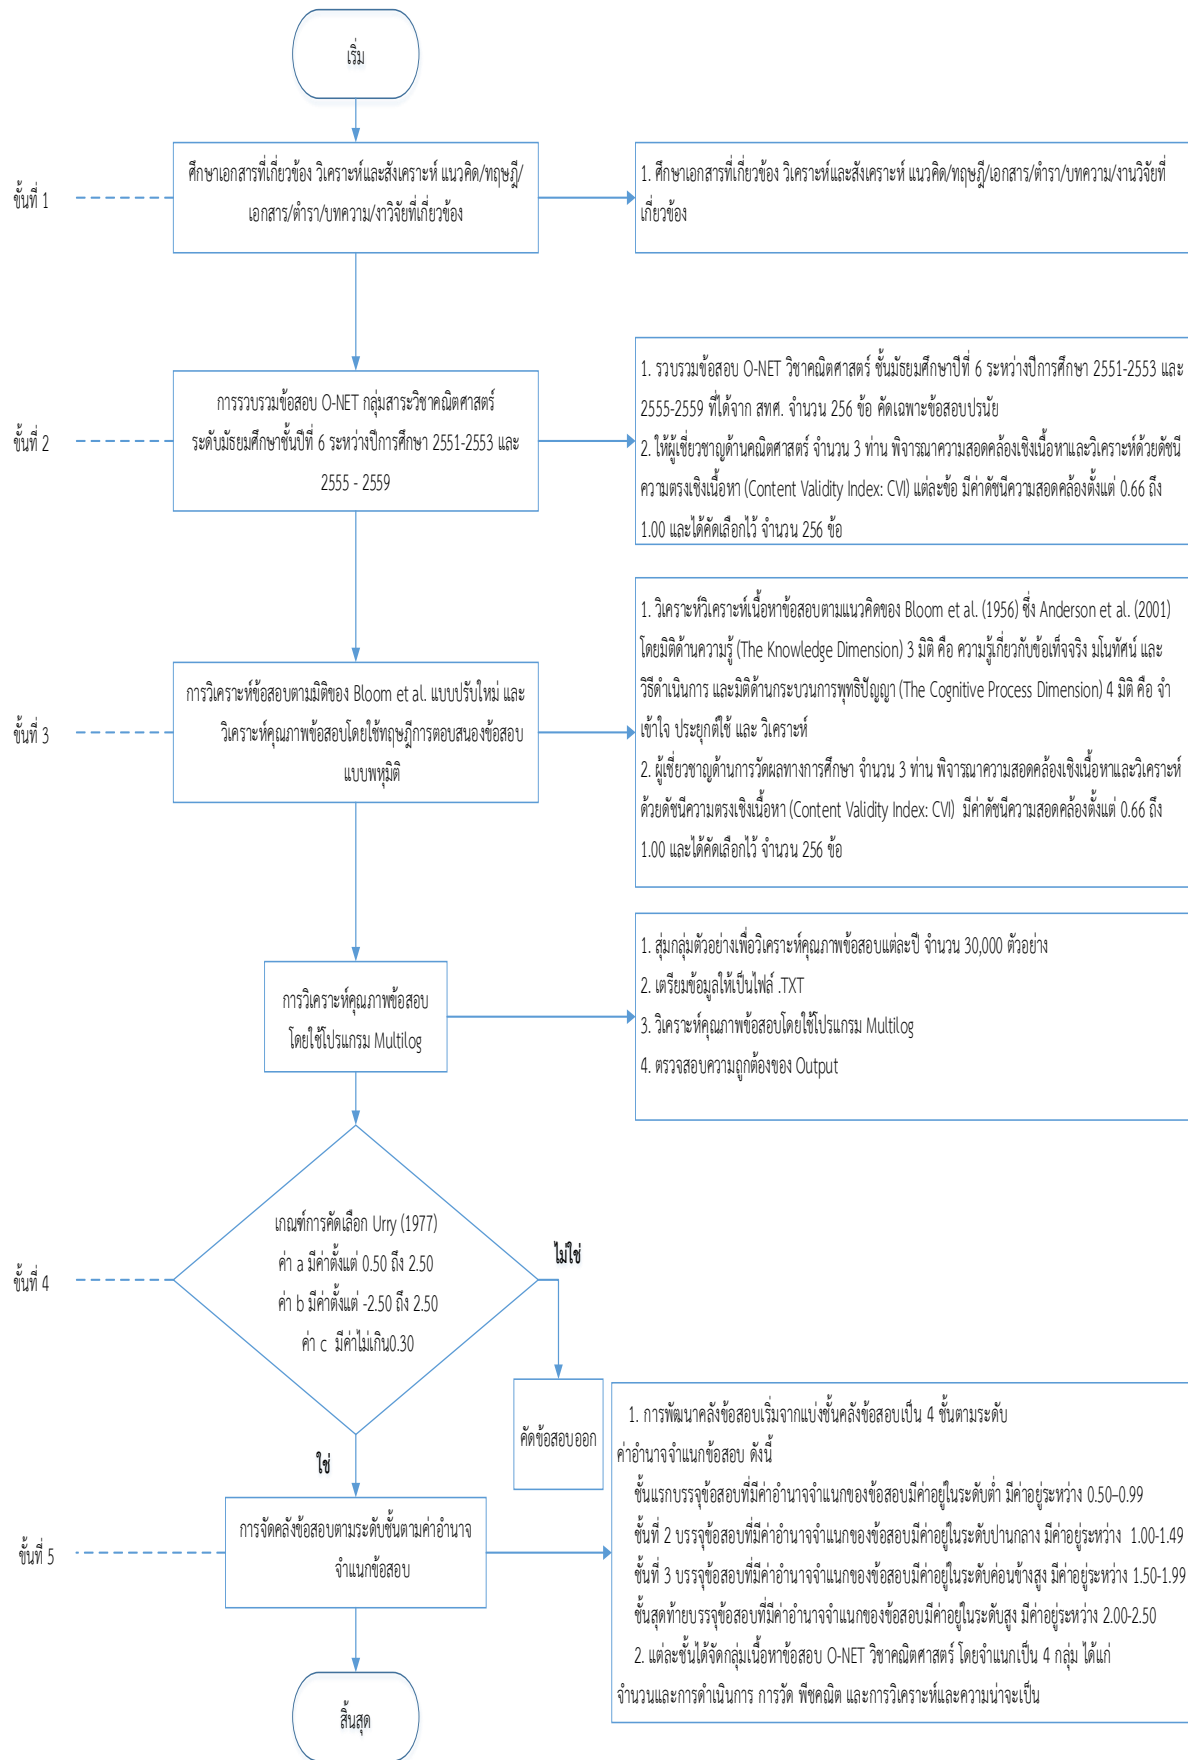 เริ่ม
ขั้นที่ 1
ศึกษาเอกสารที่เกี่ยวข้อง วิเคราะห์และสังเคราะห์ แนวคิด/ทฤษฎี/
เอกสาร/ตำรา/บทความ/งาวิจัยที่เกี่ยวข้อง
1. ศึกษาเอกสารที่เกี่ยวข้อง วิเคราะห์และสังเคราะห์ แนวคิด/ทฤษฎี/เอกสาร/ตำรา/บทความ/งานวิจัยที่
เกี่ยวข้อง
ขั้นที่ 2
การรวบรวมข้อสอบ O-NET กลุ่มสาระวิชาคณิตศาสตร์
ระดับมัธยมศึกษาชั้นปีที่ 6 ระหว่างปีการศึกษา 2551-2553 และ
2555 - 2559
1. รวบรวมข้อสอบ O-NET วิชาคณิตศาสตร์ ชั้นมัธยมศึกษาปีที่ 6 ระหว่างปีการศึกษา 2551-2553 และ
2555-2559 ที่ได้จาก สทศ. จำนวน 256 ข้อ คัดเฉพาะข้อสอบปรนัย
2. ให้ผู้เชี่ยวชาญด้านคณิตศาสตร์ จำนวน 3 ท่าน พิจารณาความสอดคล้องเชิงเนื้อหาและวิเคราะห์ด้วยดัชนี
ความตรงเชิงเนื้อหา (Content Validity Index: CVI) แต่ละข้อ มีค่าดัชนีความสอดคล้องตั้งแต่ 0.66 ถึง
1.00 และได้คัดเลือกไว้ จำนวน 256 ข้อ
ขั้นที่ 3
การวิเคราะห์ข้อสอบตามมิติของ Bloom et al. แบบปรับใหม่ และ
วิเคราะห์คุณภาพข้อสอบโดยใช้ทฤษฎีการตอบสนองข้อสอบ
แบบพหุมิติ
1. วิเคราะห์วิเคราะห์เนื้อหาข้อสอบตามแนวคิดของ Bloom et al. (1956) ซึ่ง Anderson et al. (2001)
โดยมิติด้านความรู้ (The Knowledge Dimension) 3 มิติ คือ ความรู้เกี่ยวกับข้อเท็จจริง มโนทัศน์ และ
วิธีดำเนินการ และมิติด้านกระบวนการพุทธิปัญญา (The Cognitive Process Dimension) 4 มิติ คือ จำ
เข้าใจ ประยุกต์ใช้ และ วิเคราะห์
2. ผู้เชี่ยวชาญด้านการวัดผลทางการศึกษา จำนวน 3 ท่าน พิจารณาความสอดคล้องเชิงเนื้อหาและวิเคราะห์
ด้วยดัชนีความตรงเชิงเนื้อหา (Content Validity Index: CVI) มีค่าดัชนีความสอดคล้องตั้งแต่ 0.66 ถึง
1.00 และได้คัดเลือกไว้ จำนวน 256 ข้อ
การวิเคราะห์คุณภาพข้อสอบ
โดยใช้โปรแกรม Multilog
1. สุ่มกลุ่มตัวอย่างเพื่อวิเคราะห์คุณภาพข้อสอบแต่ละปี จำนวน 30,000 ตัวอย่าง
2. เตรียมข้อมูลให้เป็นไฟล์ .TXT
3. วิเคราะห์คุณภาพข้อสอบโดยใช้โปรแกรม Multilog
4. ตรวจสอบความถูกต้องของ Output
ขั้นที่ 4
เกณฑ์การคัดเลือก Urry (1977)
ค่า a มีค่าตั้งแต่ 0.50 ถึง 2.50
ค่า b มีค่าตั้งแต่ -2.50 ถึง 2.50
ค่า c มีค่าไม่เกิน0.30
ไม่ใช่
คัดข้อสอบออก
ใช่
ขั้นที่ 5
การจัดคลังข้อสอบตามระดับชั้นตามค่าอำนาจ
จำแนกข้อสอบ
1. การพัฒนาคลังข้อสอบเริ่มจากแบ่งชั้นคลังข้อสอบเป็น 4 ชั้นตามระดับ
ค่าอำนาจจำแนกข้อสอบ ดังนี้
ชั้นแรกบรรจุข้อสอบที่มีค่าอำนาจจำแนกของข้อสอบมีค่าอยู่ในระดับต่ำ มีค่าอยู่ระหว่าง 0.50–0.99
ชั้นที่ 2 บรรจุข้อสอบที่มีค่าอำนาจจำแนกของข้อสอบมีค่าอยู่ในระดับปานกลาง มีค่าอยู่ระหว่าง 1.00-1.49
ชั้นที่ 3 บรรจุข้อสอบที่มีค่าอำนาจจำแนกของข้อสอบมีค่าอยู่ในระดับค่อนข้างสูง มีค่าอยู่ระหว่าง 1.50-1.99
ชั้นสุดท้ายบรรจุข้อสอบที่มีค่าอำนาจจำแนกของข้อสอบมีค่าอยู่ในระดับสูง มีค่าอยู่ระหว่าง 2.00-2.50
2. แต่ละชั้นได้จัดกลุ่มเนื้อหาข้อสอบ O-NET วิชาคณิตศาสตร์ โดยจำแนกเป็น 4 กลุ่ม ได้แก่
จำนวนและการดำเนินการ การวัด พีชคณิต และการวิเคราะห์และความน่าจะเป็น
สิ้นสุด